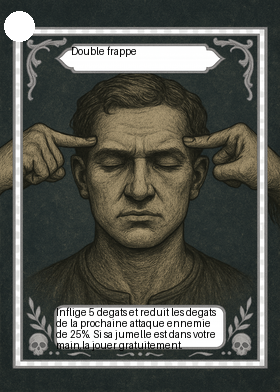 Double frappe
Inflige 5 degats et reduit les degats
de la prochaine attaque ennemie
de 25%. Si sa jumelle est dans votre
main,la jouer gratuitement